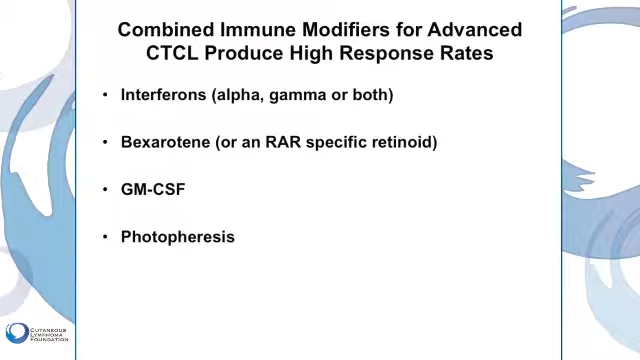 Combined Immune Modifiers for Advanced
CTCL Produce High Response Rates
• Interferons (alpha, gamma or both)
• Bexarotene (or an RAR specific retinoid)
• GM-CSF
• Photopheresis
CUTANEOUS
LYMPHOMA
FOUNDATION